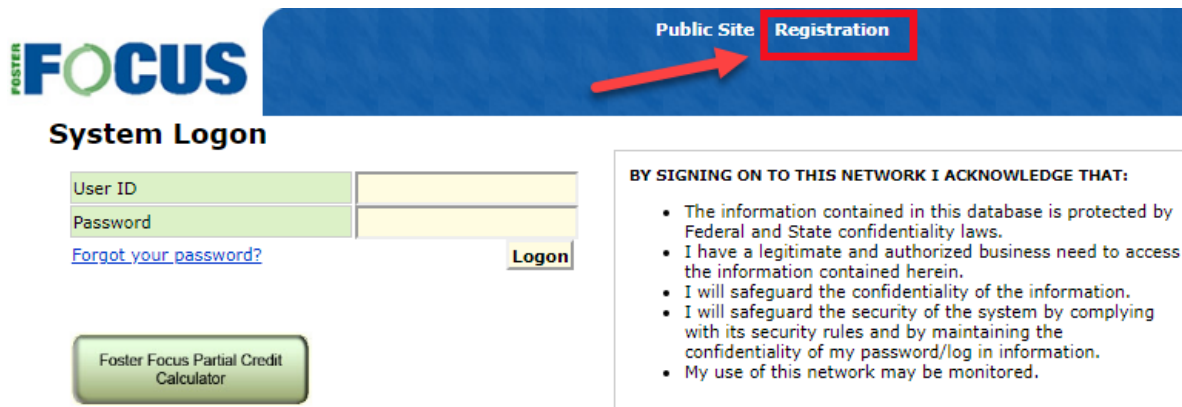 Public Site Registration
FOSTER
FOCUS
System Logon
User ID
Password
Forgot your password?
Logon
Foster Focus Partial Credit
Calculator
BY SIGNING ON TO THIS NETWORK I ACKNOWLEDGE THAT:
• The information contained in this database is protected by
Federal and State confidentiality laws.
• I have a legitimate and authorized business need to access
the information contained herein.
• I will safeguard the confidentiality of the information.
• I will safeguard the security of the system by complying
with its security rules and by maintaining the
confidentiality of my password/log in information.
• My use of this network may be monitored.